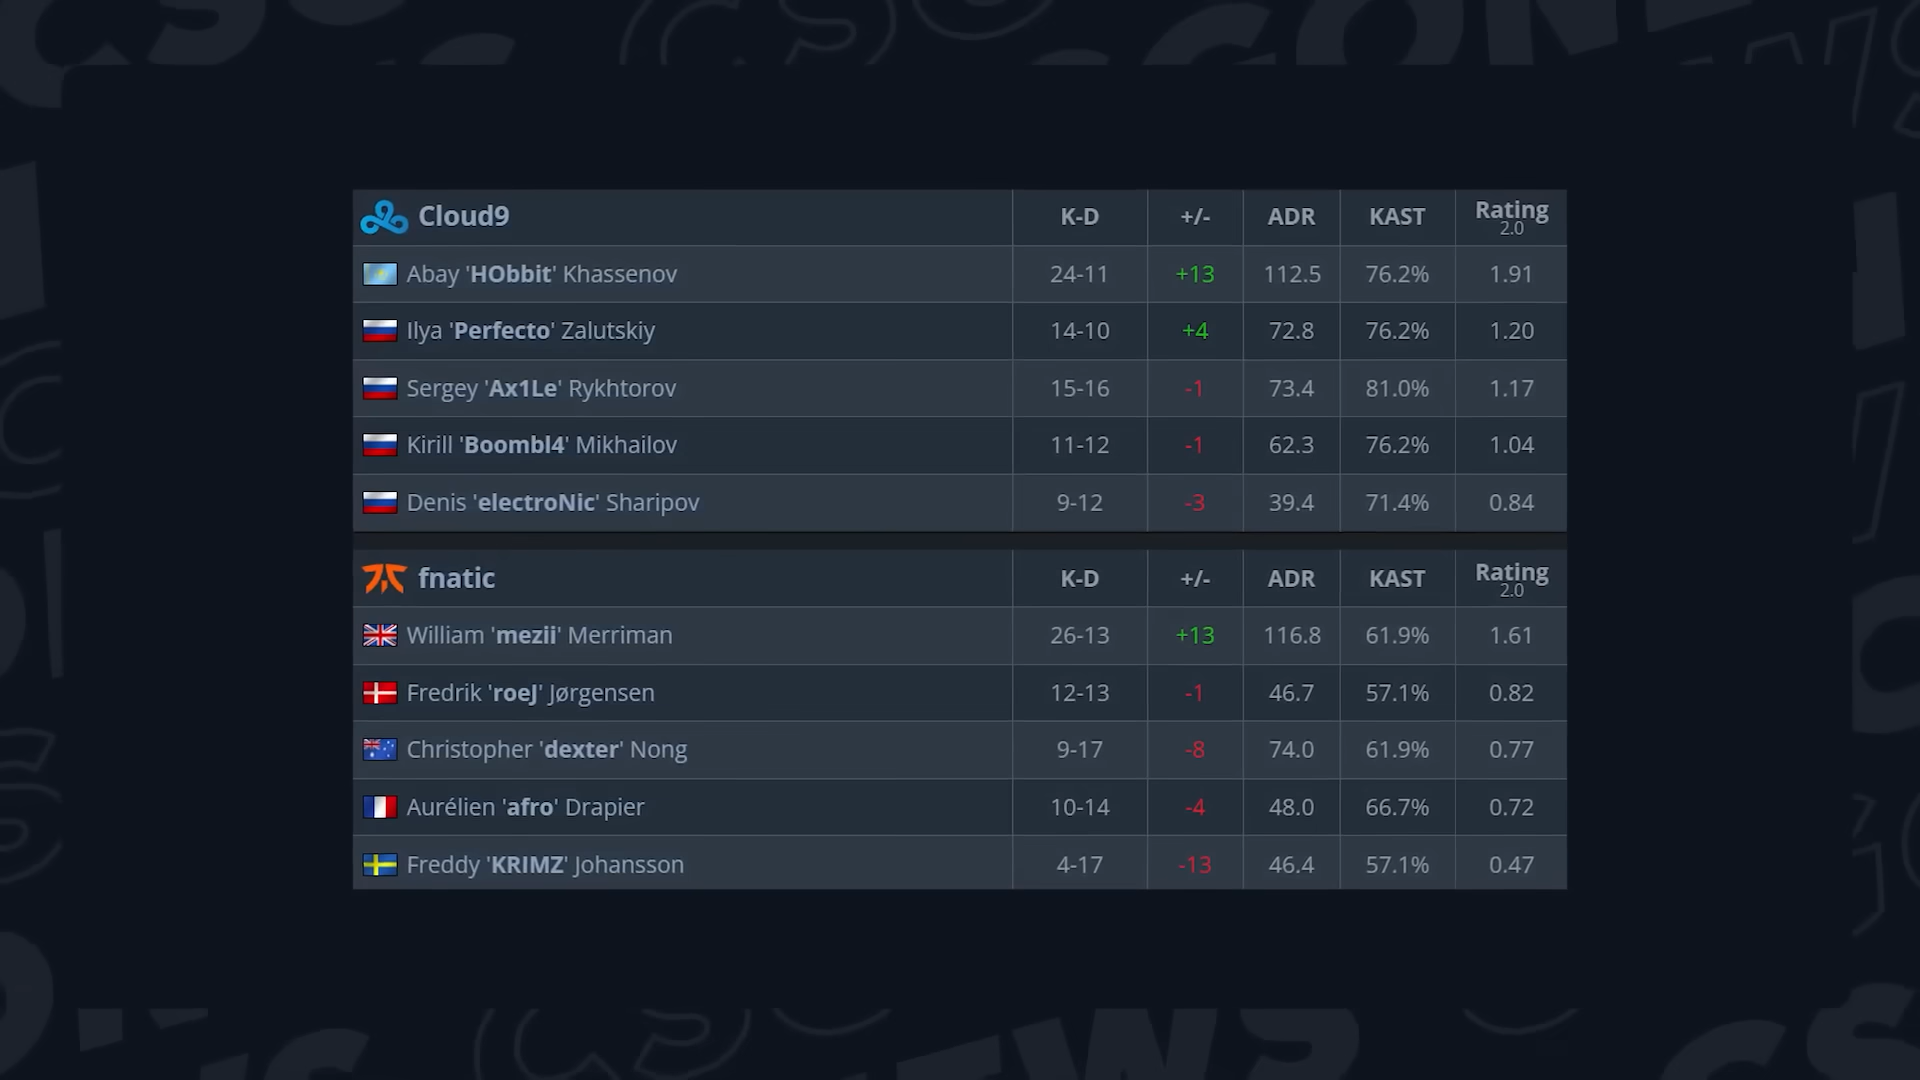 Cloud9 K-D +/- ADR KAST Rating 2.0
Abay 'HObbit' Khassenov 24-11 +13 112.5 76.2% 1.91
Ilya 'Perfecto' Zalutskiy 14-10 +4 72.8 76.2% 1.20
Sergey 'Ax1Le' Rykhtorov 15-16 -1 73.4 81.0% 1.17
Kirill 'Boombl4' Mikhailov 11-12 -1 62.3 76.2% 1.04
Denis 'electroNic' Sharipov 9-12 -3 39.4 71.4% 0.84
fnatic K-D +/- ADR KAST Rating 2.0
William 'mezii' Merriman 26-13 +13 116.8 61.9% 1.61
Fredrik 'roeJ' Jørgensen 12-13 -1 46.7 57.1% 0.82
Christopher 'dexter' Nong 9-17 -8 74.0 61.9% 0.77
Aurélien 'afro' Drapier 10-14 -4 48.0 66.7% 0.72
Freddy 'KRIMZ' Johansson 4-17 -13 46.4 57.1% 0.47